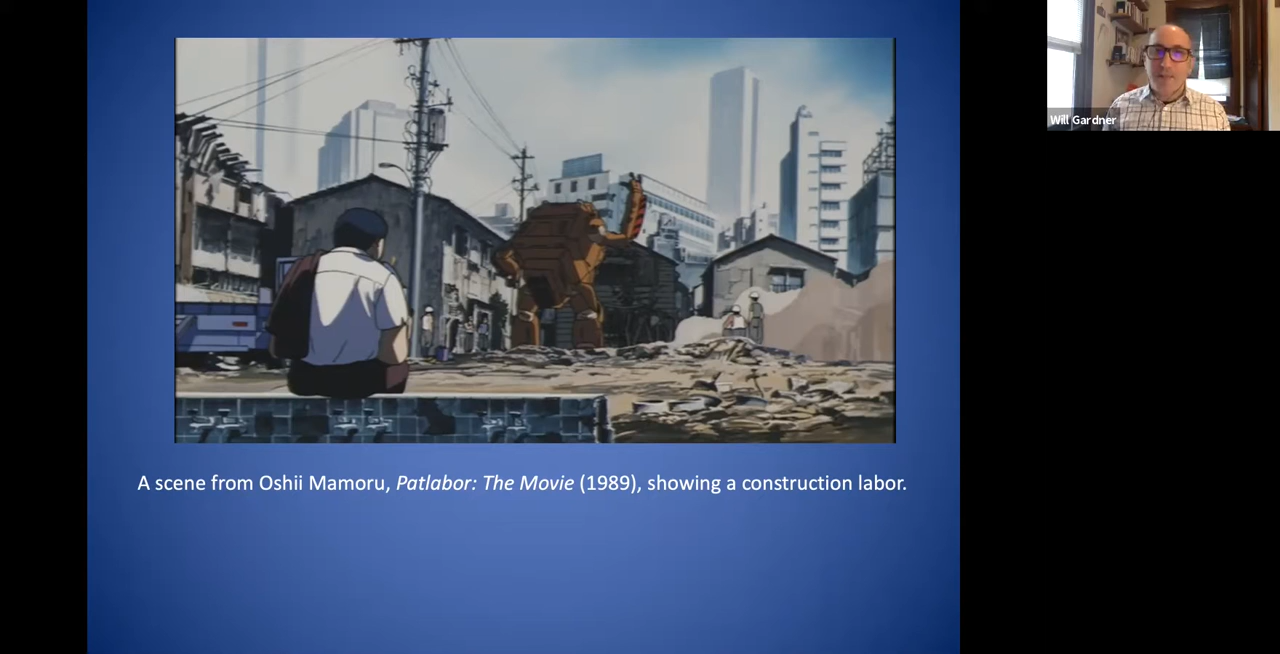 Will Gardner
A scene from Oshii Mamoru, Patlabor: The Movie (1989), showing a construction labor.